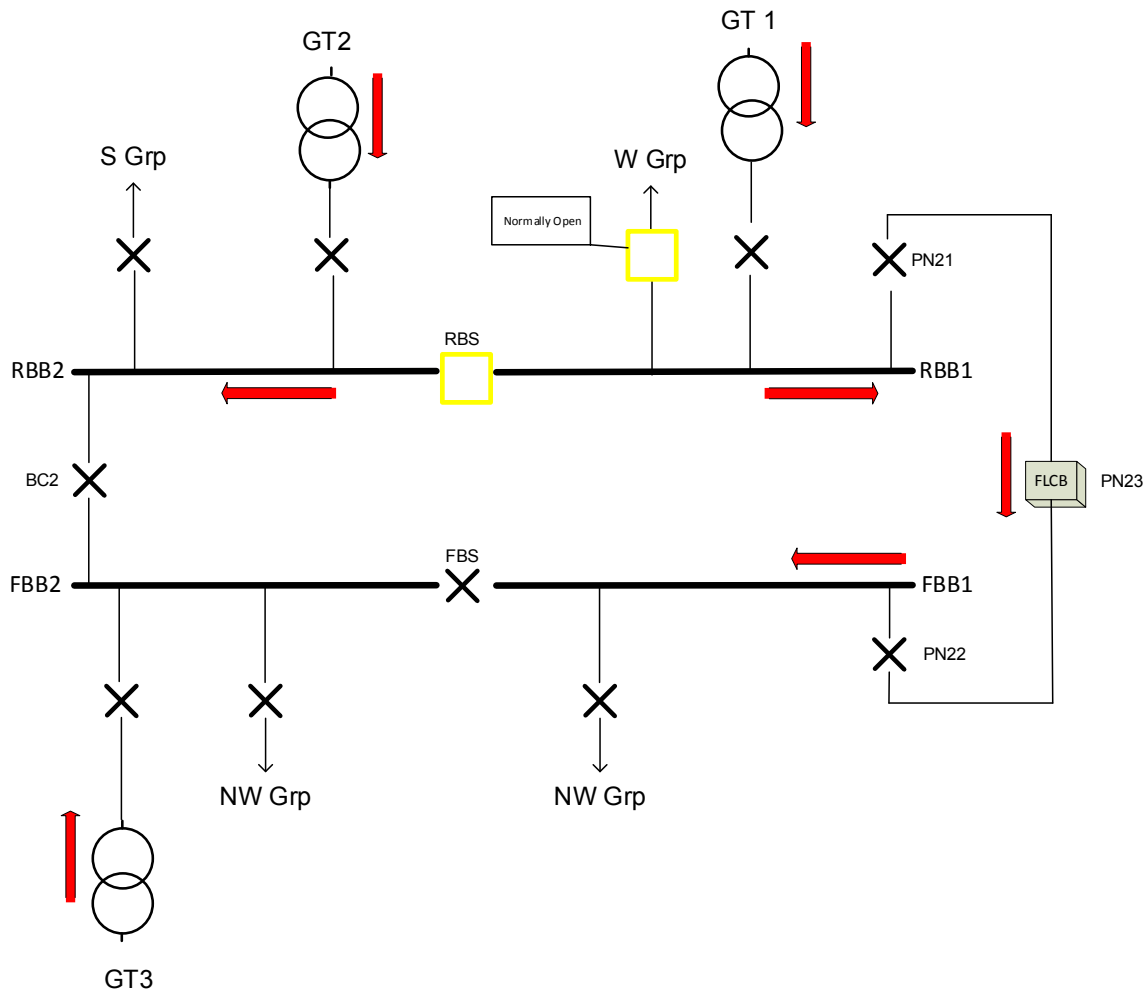 GT 1
GT2
S Grp
W Grp
Normally Open
PN21
RBS
RBB2
RBB1
BC2
FLCB
PN23
FBS
FBB2
FBB1
PN22
NW Grp
NW Grp
GT3